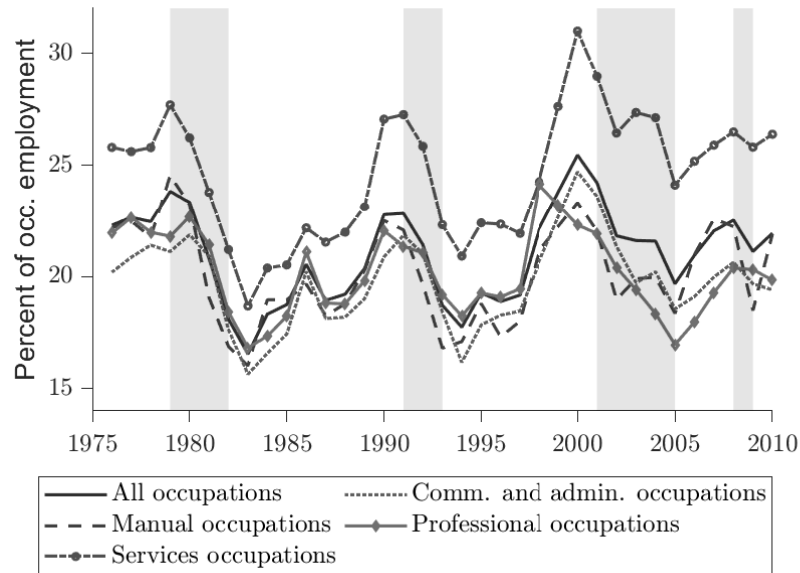 Percent of occ. employment
30
25
20
15
1975 1980 1985 1990 1995 2000 2005 2010
All occupations Comm. and admin. occupations
Manual occupations Professional occupations
Services occupations